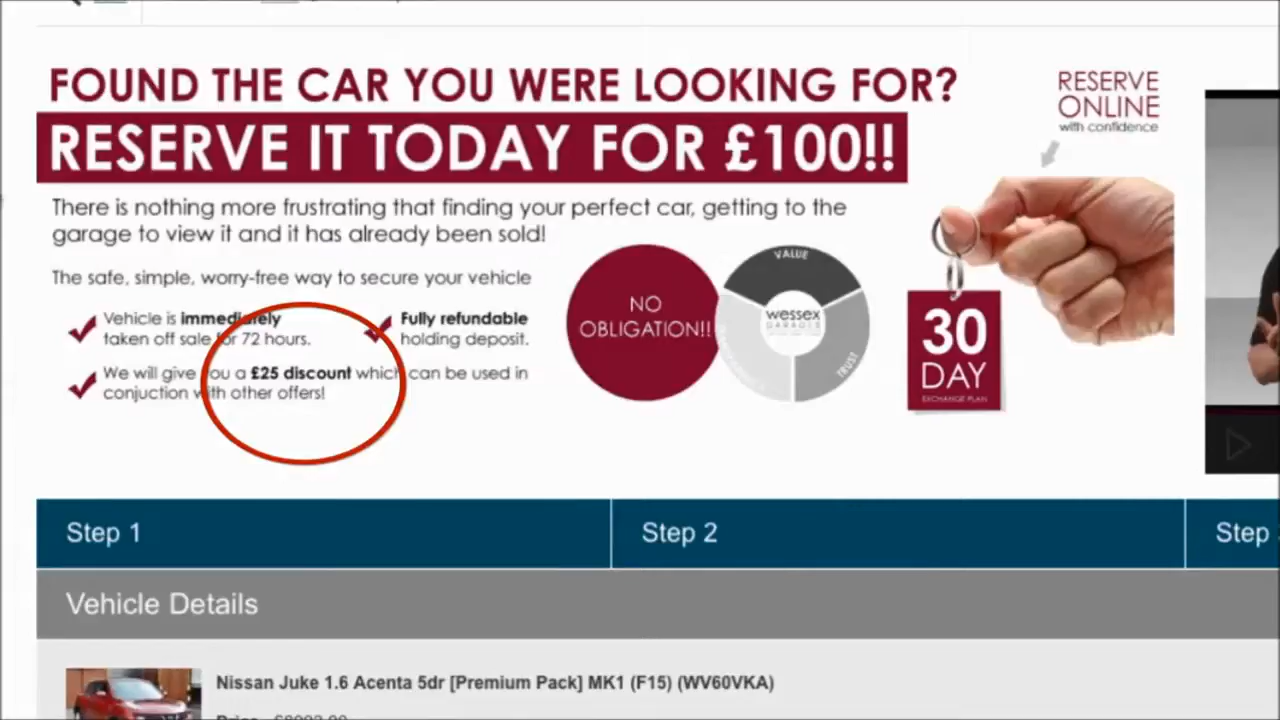 FOUND THE CAR YOU WERE LOOKING FOR?
RESERVE IT TODAY FOR £100!!
There is nothing more frustrating that finding your perfect car, getting to the
garage to view it and it has already been sold!
The safe, simple, worry-free way to secure your vehicle
Vehicle is immediately
taken off sale for 72 hours.
Fully refundable
holding deposit.
We will give you a £25 discount which can be used in
conjuction with other offers!
NO
OBLIGATION!!
VALUE
wessex
GARAGES
TRUST
RESERVE
ONLINE
with confidence
30
DAY
EXCHANGE PLAN
Step 1
Step 2
Step
Vehicle Details
Nissan Juke 1.6 Acenta 5dr [Premium Pack] MK1 (F15) (WV60VKA)